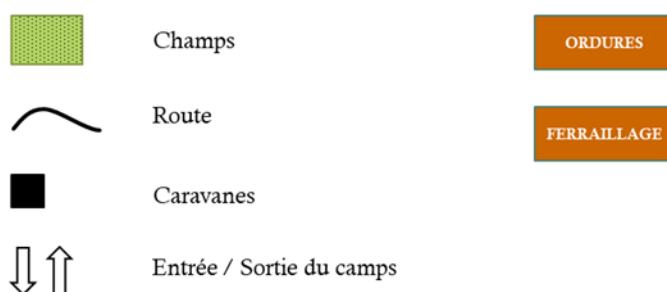 Champs
ORDURES
Route
FERRAILLAGE
Caravanes
Entrée / Sortie du camps